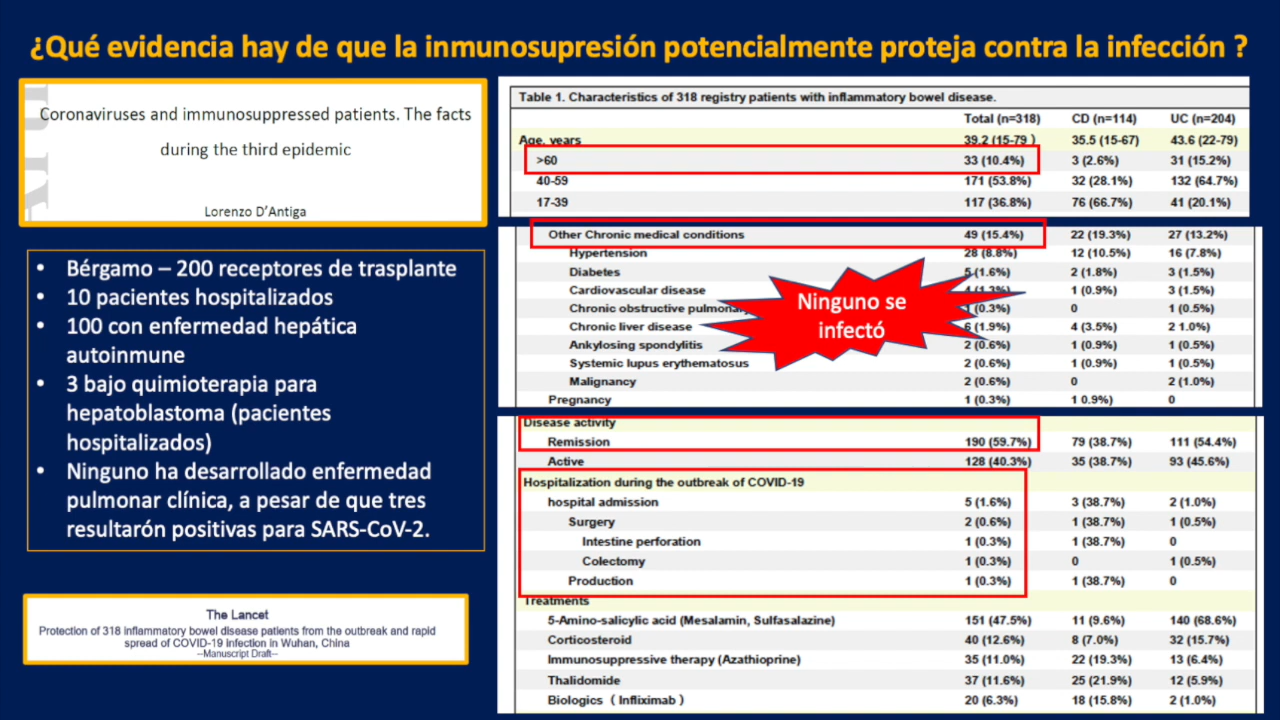 ¿Qué evidencia hay de que la inmunosupresión potencialmente proteja contra la infección ?
Coronaviruses and immunosuppressed patients. The facts
during the third epidemic
Lorenzo D’Antiga
• Bérgamo – 200 receptores de trasplante
• 10 pacientes hospitalizados
• 100 con enfermedad hepática
autoinmune
• 3 bajo quimioterapia para
hepatoblastoma (pacientes
hospitalizados)
• Ninguno ha desarrollado enfermedad
pulmonar clínica, a pesar de que tres
resultarón positivas para SARS-CoV-2.
The Lancet
Protection of 318 inflammatory bowel disease patients from the outbreak and rapid
spread of COVID-19 infection in Wuhan, China
--Manuscript Draft--
Table 1. Characteristics of 318 registry patients with inflammatory bowel disease.
Total (n=318) CD (n=114) UC (n=204)
Age, years 39.2 (15-79 ) 35.5 (15-67) 43.6 (22-79)
>60 33 (10.4%) 3 (2.6%) 31 (15.2%)
40-59 171 (53.8%) 32 (28.1%) 132 (64.7%)
17-39 117 (36.8%) 76 (66.7%) 41 (20.1%)
Other Chronic medical conditions 49 (15.4%) 22 (19.3%) 27 (13.2%)
Hypertension 28 (8.8%) 12 (10.5%) 16 (7.8%)
Diabetes 5 (1.6%) 2 (1.8%) 3 (1.5%)
Cardiovascular disease 4 (1.3%) 1 (0.9%) 3 (1.5%)
Chronic obstructive (0.3%) 0 1 (0.5%)
Chronic liver disease 6 (1.9%) 4 (3.5%) 2 1.0%)
Ankylosing spondylitis 2 (0.6%) 1 (0.9%) 1 (0.5%)
Systemic lupus erythematosus 2 (0.6%) 1 (0.9%) 1 (0.5%)
Malignancy 2 (0.6%) 0 2 (1.0%)
Pregnancy 1 (0.3%) 1 0.9%) 0
Ninguno se
infectó
Disease activity
Remission 190 (59.7%) 79 (38.7%) 111 (54.4%)
Active 128 (40.3%) 35 (38.7%) 93 (45.6%)
Hospitalization during the outbreak of COVID-19
hospital admission 5 (1.6%) 3 (38.7%) 2 (1.0%)
Surgery 2 (0.6%) 1 (38.7%) 1 (0.5%)
Intestine perforation 1 (0.3%) 1 (38.7%) 0
Colectomy 1 (0.3%) 0 1 (0.5%)
Production 1 (0.3%) 1 (38.7%) 0
Treatments
5-Amino-salicylic acid (Mesalamin, Sulfasalazine) 151 (47.5%) 11 (9.6%) 140 (68.6%)
Corticosteroid 40 (12.6%) 8 (7.0%) 32 (15.7%)
Immunosuppressive therapy (Azathioprine) 35 (11.0%) 22 (19.3%) 13 (6.4%)
Thalidomide 37 (11.6%) 25 (21.9%) 12 (5.9%)
Biologics ( Infliximab ) 20 (6.3%) 18 (15.8%) 2 (1.0%)